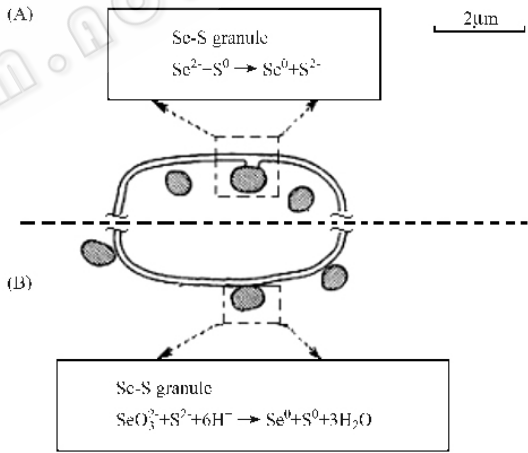 (A)
2μm
Se-S granule
Se²⁻–S⁰ → Se⁰+S²⁻
(B)
Se-S granule
SeO₃²⁻+S²⁻+6H⁻ → Se⁰+S⁰+3H₂O